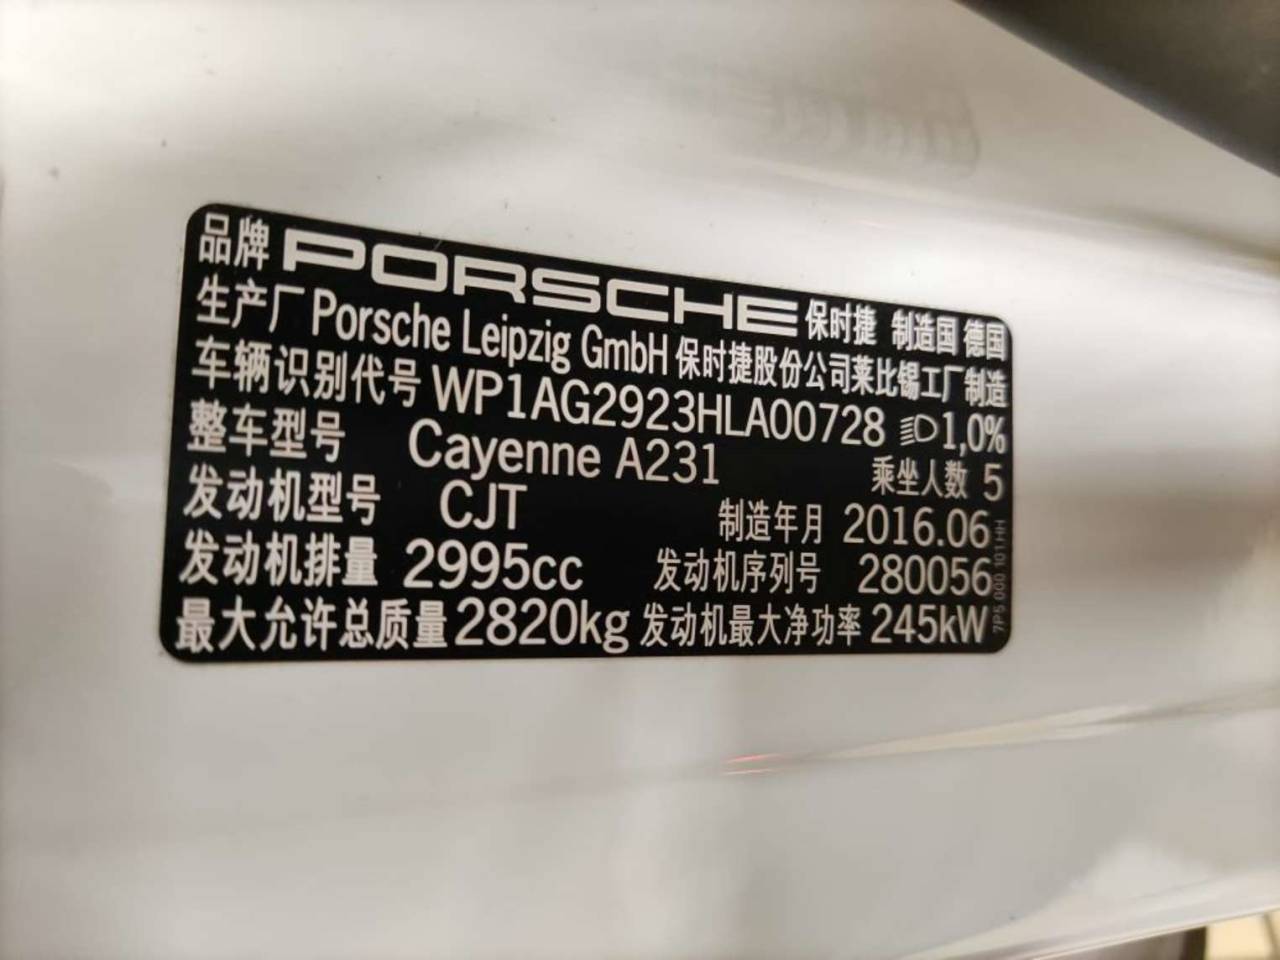 品牌 PORSCHE 保时捷 制造国 德国
生产厂 Porsche Leipzig GmbH 保时捷股份公司莱比锡工厂制造
车辆识别代号 WP1AG2923HLA00728 1,0%
整车型号 Cayenne A231 乘坐人数 5
发动机型号 CJT 制造年月 2016.06
发动机排量 2995cc 发动机序列号 280056
最大允许总质量 2820kg 发动机最大净功率 245kW
7P5 000 101 HH